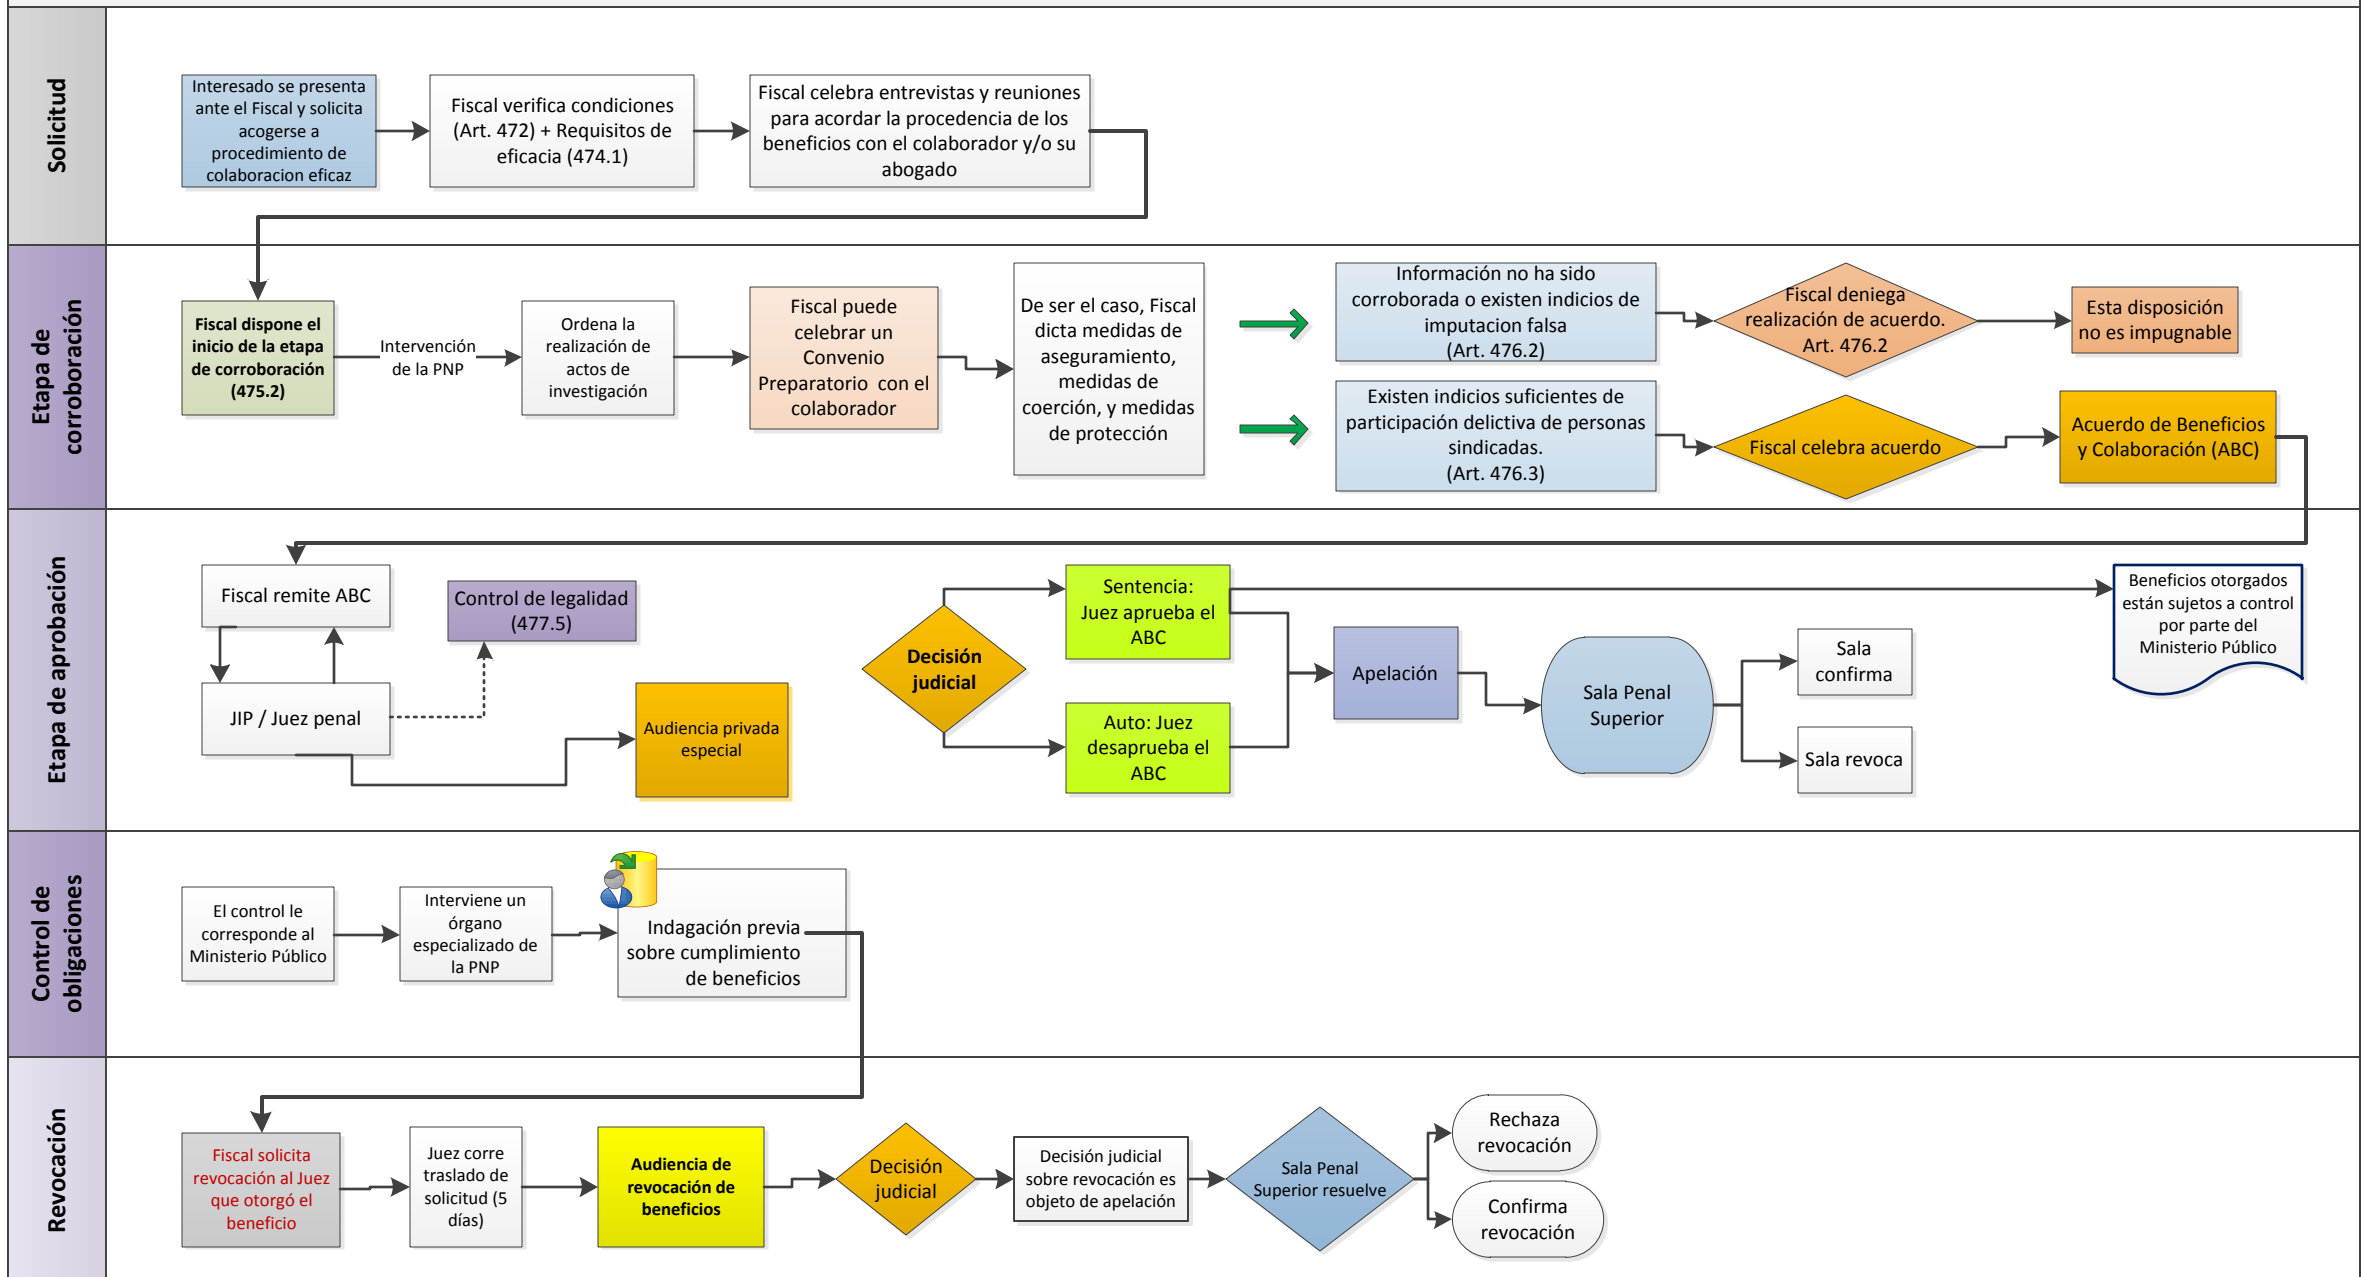 Solicitud
Interesado se presenta
ante el Fiscal y solicita
acogerse a
procedimiento de
colaboracion eficaz
Fiscal verifica condiciones
(Art. 472) + Requisitos de
eficacia (474.1)
Fiscal celebra entrevistas y reuniones
para acordar la procedencia de los
beneficios con el colaborador y/o su
abogado
Etapa de
corroboración
Fiscal dispone el
inicio de la etapa
de corroboración
(475.2)
Intervención
de la PNP
Ordena la
realización de
actos de
investigación
Fiscal puede
celebrar un
Convenio
Preparatorio con el
colaborador
De ser el caso, Fiscal
dicta medidas de
aseguramiento,
medidas de
coerción, y medidas
de protección
Información no ha sido
corroborada o existen indicios de
imputacion falsa
(Art. 476.2)
Fiscal deniega
realización de acuerdo.
Art. 476.2
Esta disposición
no es impugnable
Existen indicios suficientes de
participación delictiva de personas
sindicadas.
(Art. 476.3)
Fiscal celebra acuerdo
Acuerdo de Beneficios
y Colaboración (ABC)
Etapa de aprobación
Fiscal remite ABC
JIP / Juez penal
Control de legalidad
(477.5)
Audiencia privada
especial
Decisión
judicial
Sentencia:
Juez aprueba el
ABC
Auto: Juez
desaprueba el
ABC
Apelación
Sala Penal
Superior
Sala
confirma
Sala revoca
Beneficios otorgados
están sujetos a control
por parte del
Ministerio Público
Control de
obligaciones
El control le
corresponde al
Ministerio Público
Interviene un
órgano
especializado de
la PNP
Indagación previa
sobre cumplimiento
de beneficios
Revocación
Fiscal solicita
revocación al Juez
que otorgó el
beneficio
Juez corre
traslado de
solicitud (5
días)
Audiencia de
revocación de
beneficios
Decisión
judicial
Decisión judicial
sobre revocación es
objeto de apelación
Sala Penal
Superior resuelve
Rechaza
revocación
Confirma
revocación